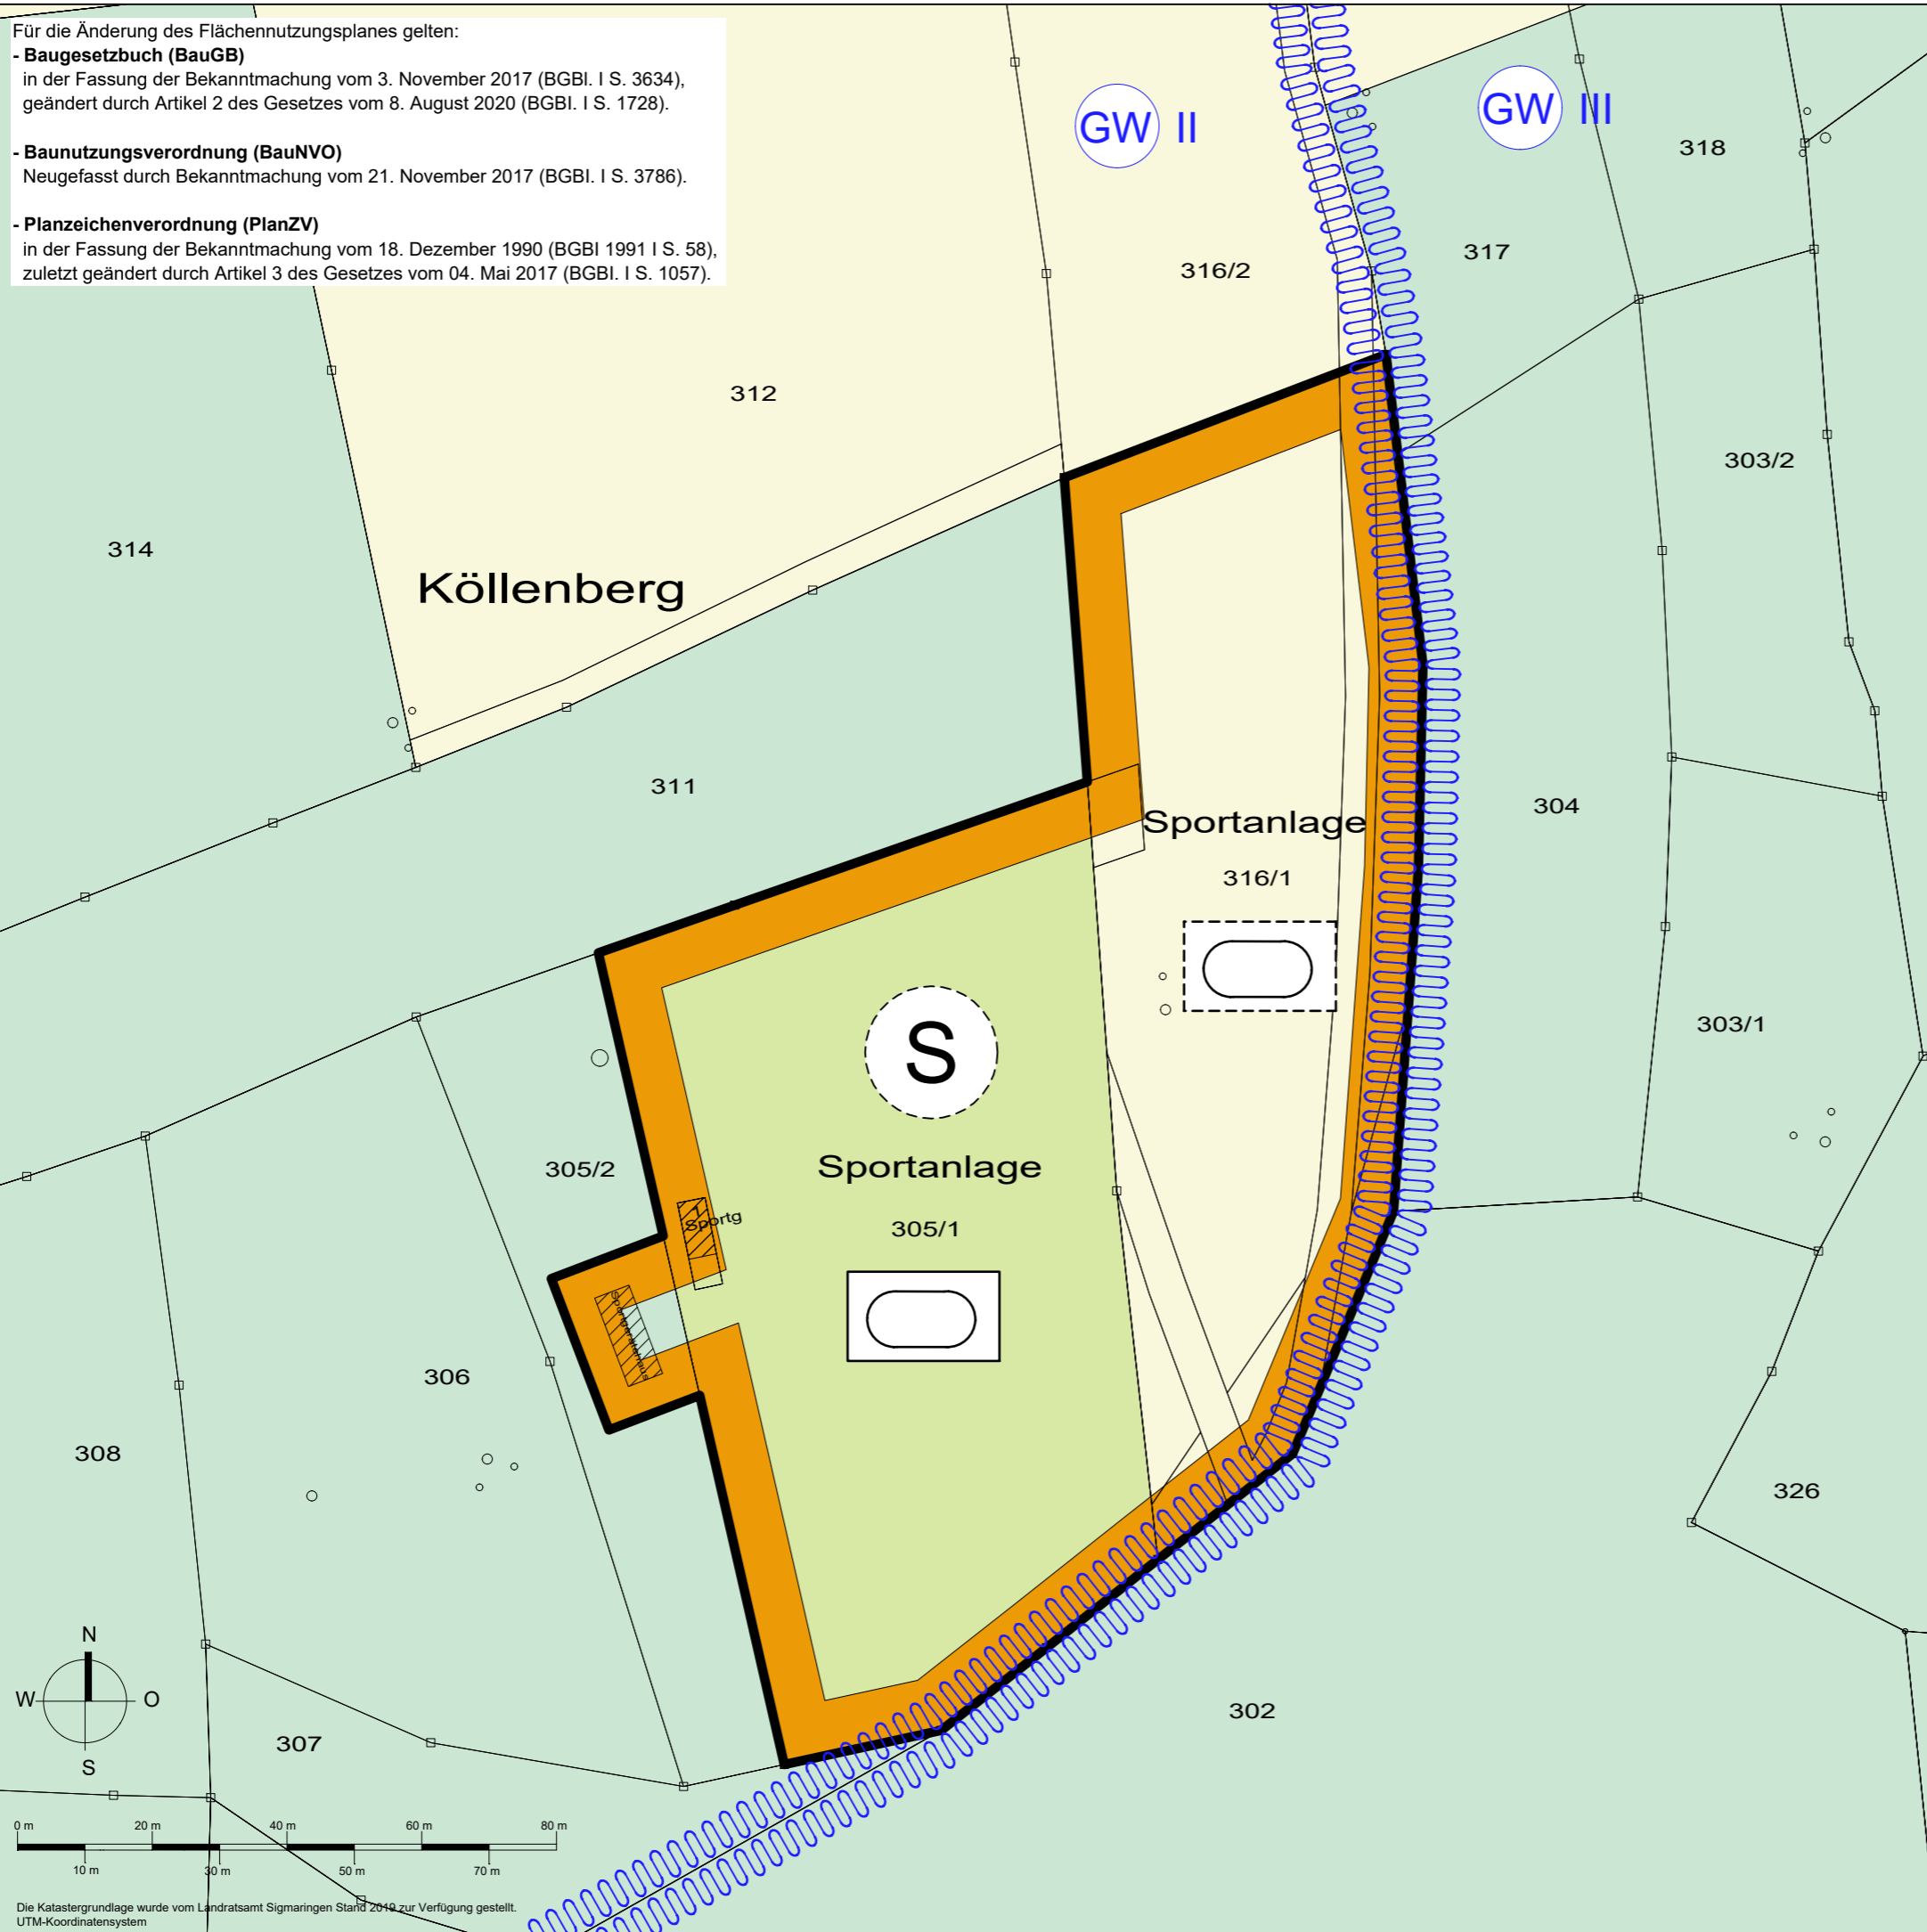 Für die Änderung des Flächennutzungsplanes gelten:
- Baugesetzbuch (BauGB)
in der Fassung der Bekanntmachung vom 3. November 2017 (BGBl. I S. 3634),
geändert durch Artikel 2 des Gesetzes vom 8. August 2020 (BGBl. I S. 1728).
- Baunutzungsverordnung (BauNVO)
Neugefasst durch Bekanntmachung vom 21. November 2017 (BGBl. I S. 3786).
- Planzeichenverordnung (PlanZV)
in der Fassung der Bekanntmachung vom 18. Dezember 1990 (BGBl 1991 I S. 58),
zuletzt geändert durch Artikel 3 des Gesetzes vom 04. Mai 2017 (BGBl. I S. 1057).
GW II
GW III
318
317
316/2
312
303/2
314
Köllenberg
311
304
Sportanlage
316/1
303/1
S
305/2
Sportanlage
1
Sportg
305/1
306
308
326
N
W
O
S
307
302
0 m
20 m
40 m
60 m
80 m
10 m
30 m
50 m
70 m
Die Katastergrundlage wurde vom Landratsamt Sigmaringen Stand 2019 zur Verfügung gestellt.
UTM-Koordinatensystem